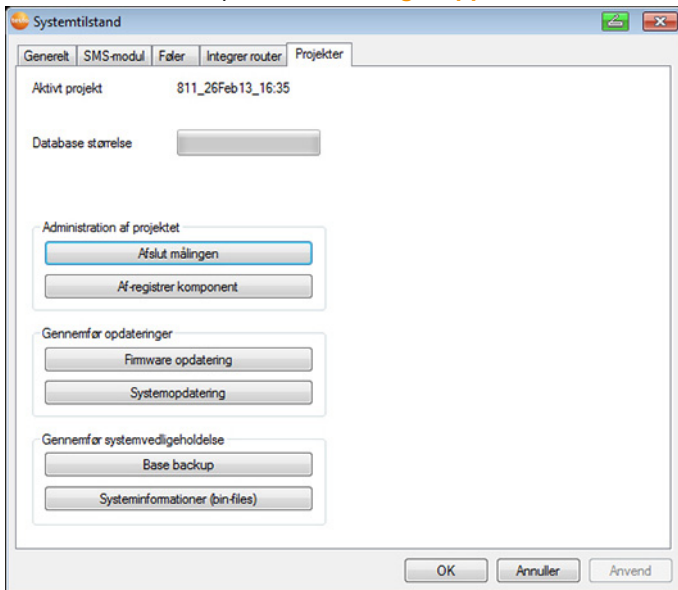 Systemtilstand
Generelt SMS-modul Føler Integrer router Projekter
Aktivt projekt 811_26Feb13_16:35
Database størrelse
Administration af projektet
Afslut målingen
Af-registrer komponent
Gennemfør opdateringer
Firmware opdatering
Systemopdatering
Gennemfør systemvedligeholdelse
Base backup
Systeminformationer (bin-files)
OK Annuller Anvend